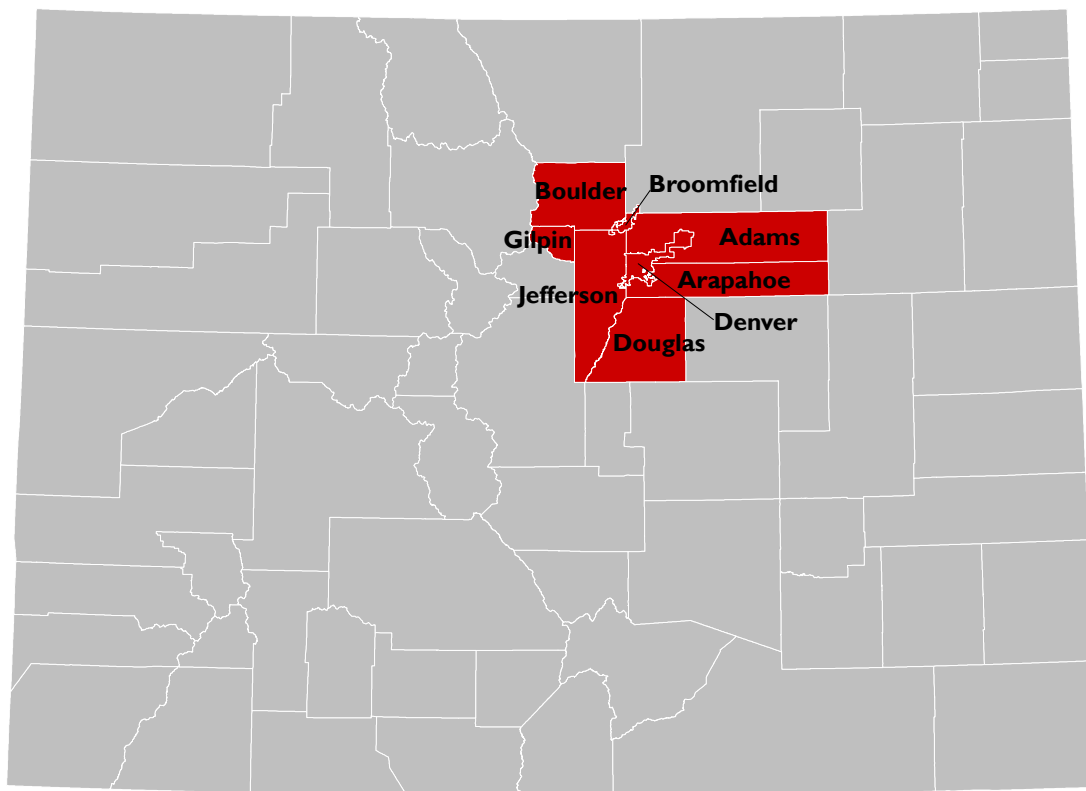 Boulder
Broomfield
Gilpin
Adams
Arapahoe
Jefferson
Denver
Douglas